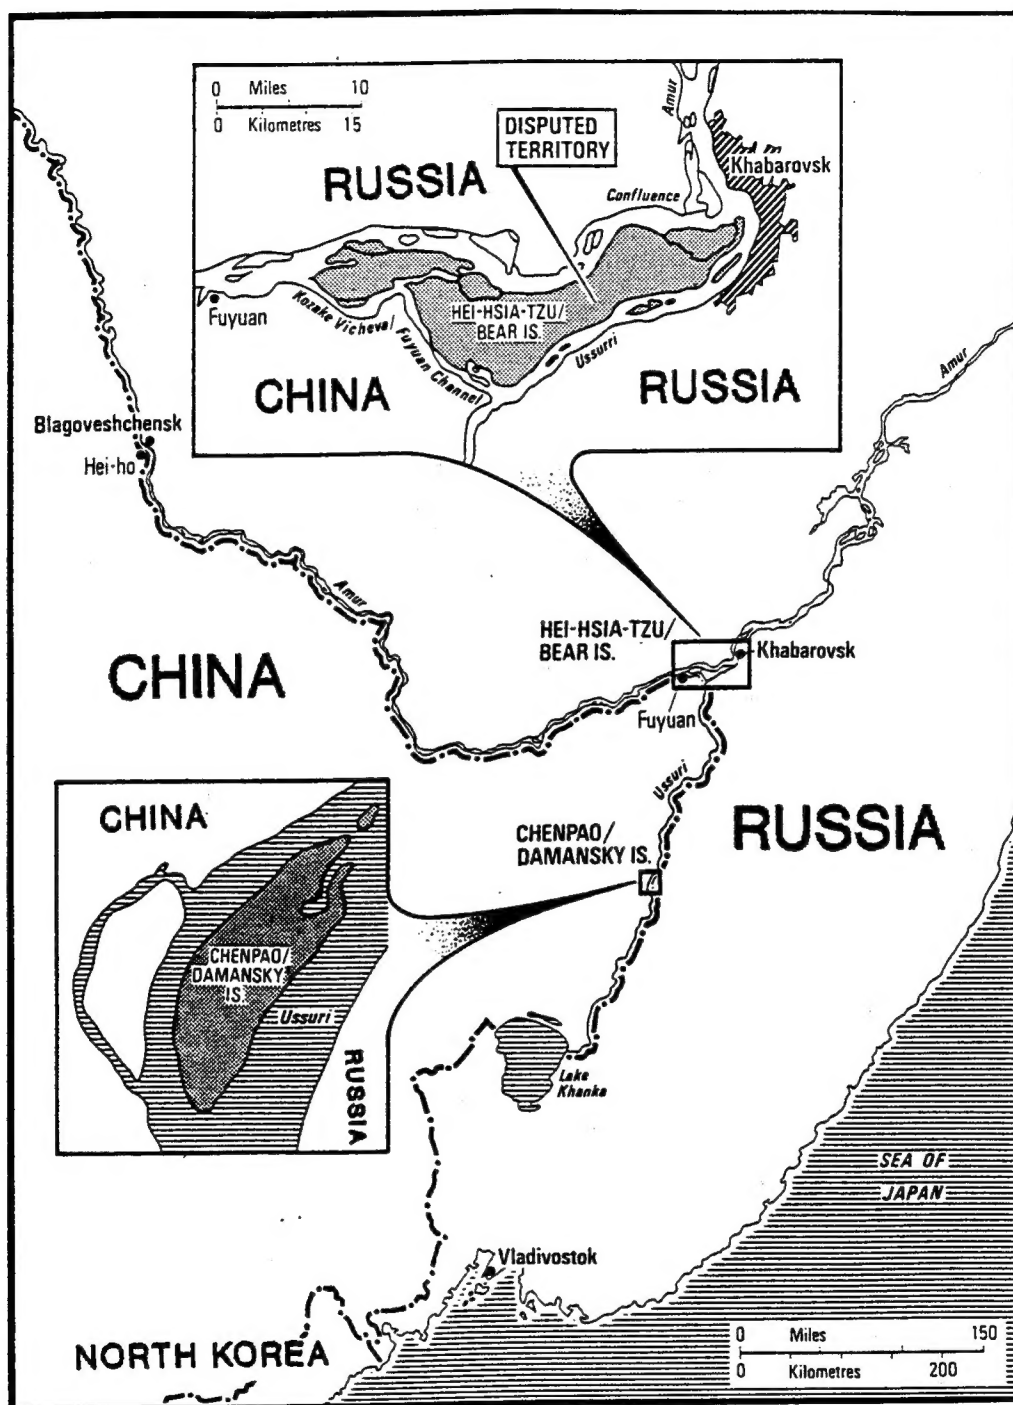 0 Miles 10
0 Kilometres 15
DISPUTED
TERRITORY
Amur
Khabarovsk
RUSSIA
Confluence
Fuyuan
Kozake Vicheva/
Fuyuan Channel
HEI-HSIA-TZU/
BEAR IS.
Ussurri
CHINA
RUSSIA
Amur
Blagoveshchensk
Hei-ho
Amur
HEI-HSIA-TZU/
BEAR IS.
Khabarovsk
CHINA
Fuyuan
Ussuri
RUSSIA
CHENPAO/
DAMANSKY IS.
CHINA
CHENPAO/
DAMANSKY
IS.
Ussuri
RUSSIA
Lake
Khanka
SEA OF
JAPAN
Vladivostok
NORTH KOREA
0 Miles 150
0 Kilometres 200